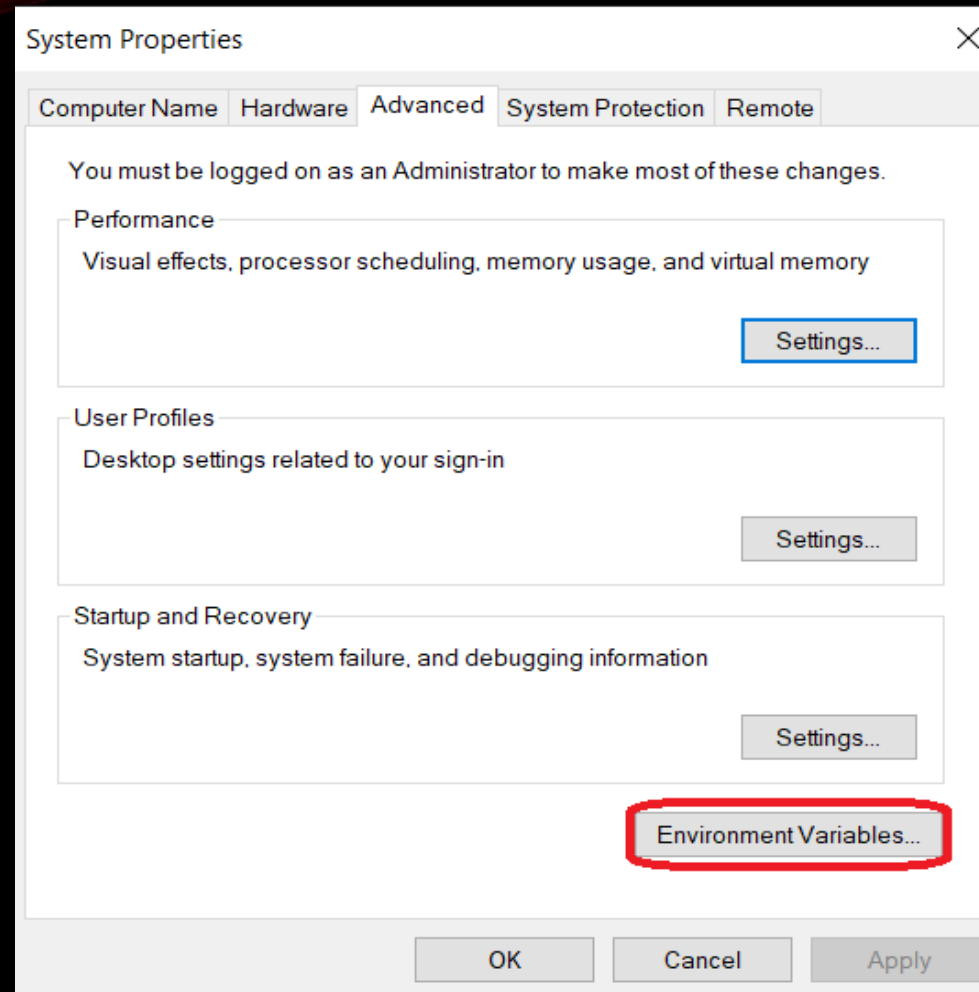 System Properties
Computer Name Hardware Advanced System Protection Remote
You must be logged on as an Administrator to make most of these changes.
Performance
Visual effects, processor scheduling, memory usage, and virtual memory
Settings...
User Profiles
Desktop settings related to your sign-in
Settings...
Startup and Recovery
System startup, system failure, and debugging information
Settings...
Environment Variables...
OK Cancel Apply